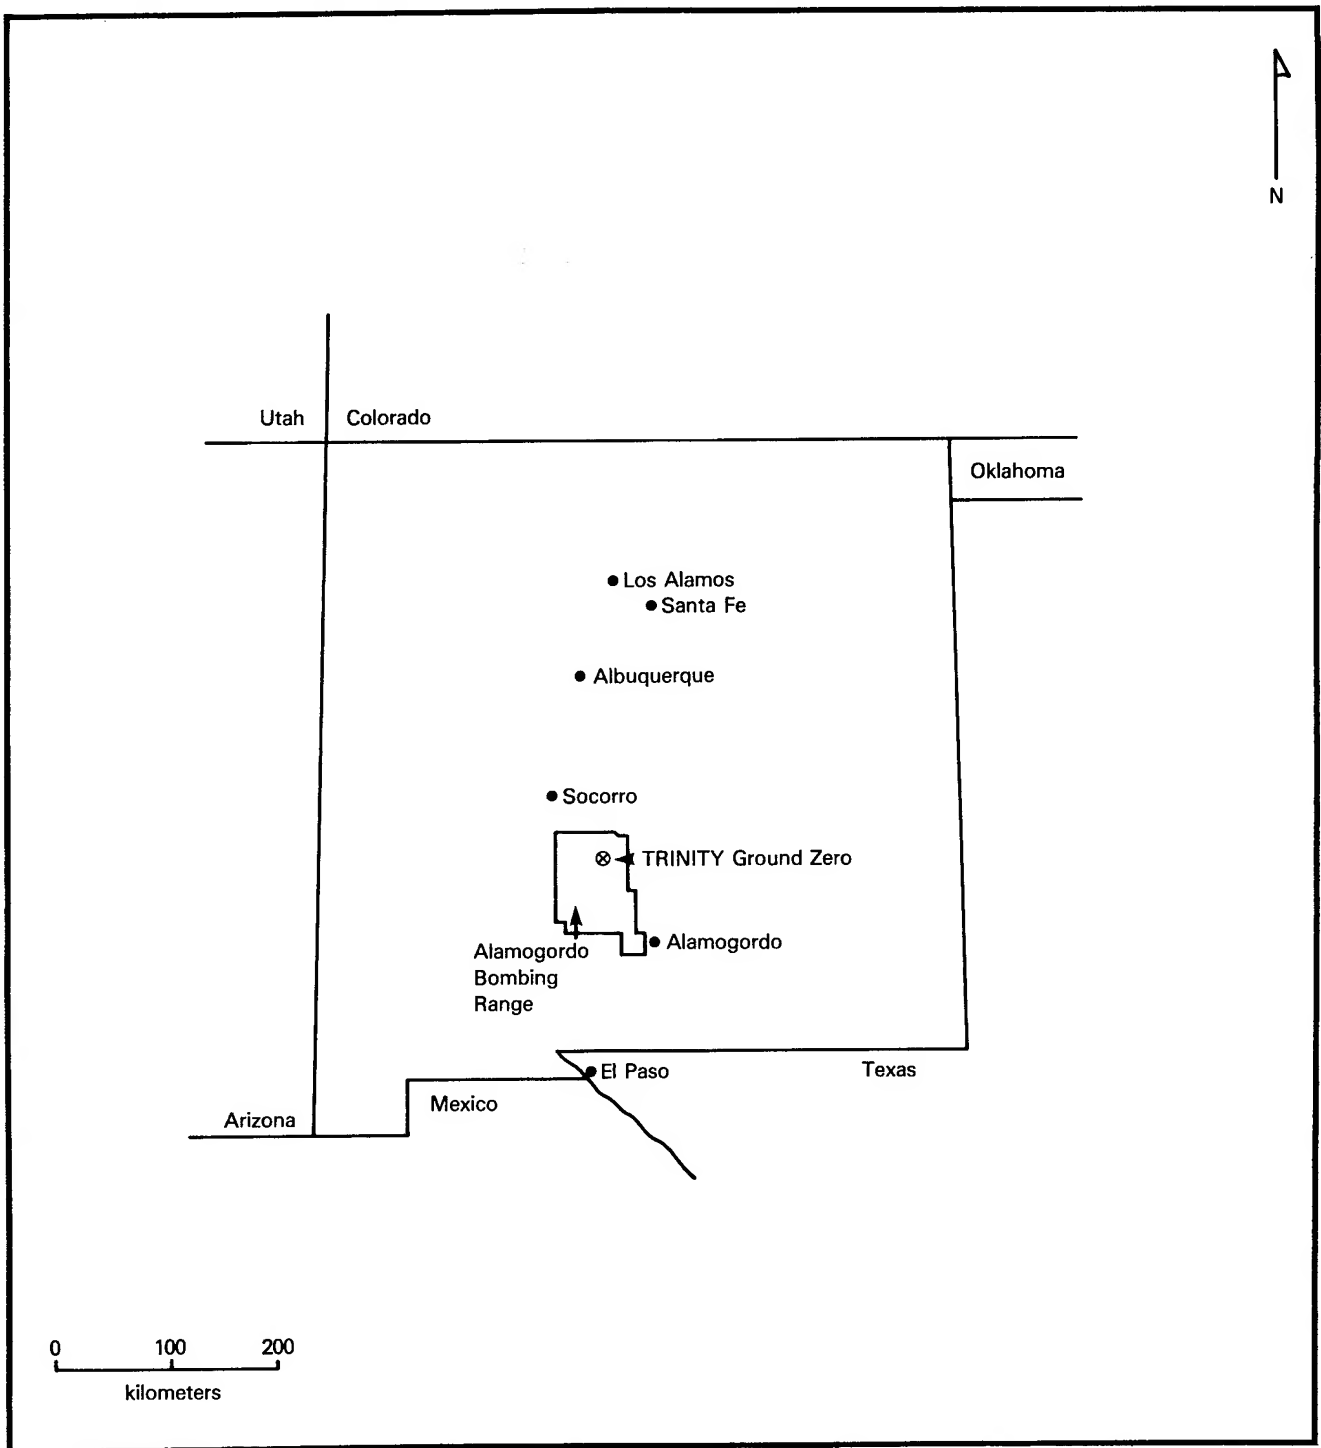 N
Utah
Colorado
Oklahoma
Los Alamos
Santa Fe
Albuquerque
Socorro
TRINITY Ground Zero
Alamogordo
Alamogordo
Bombing
Range
El Paso
Texas
Mexico
Arizona
0 100 200
kilometers